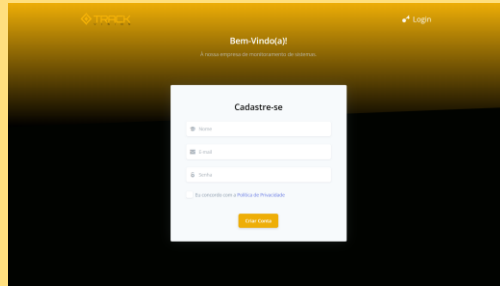 TRACK
Login
Bem-Vindo(a)!
A nossa empresa de monitoramento de sistemas.
Cadastre-se
Nome
E-mail
Senha
Eu concordo com a Política de Privacidade
Criar Conta